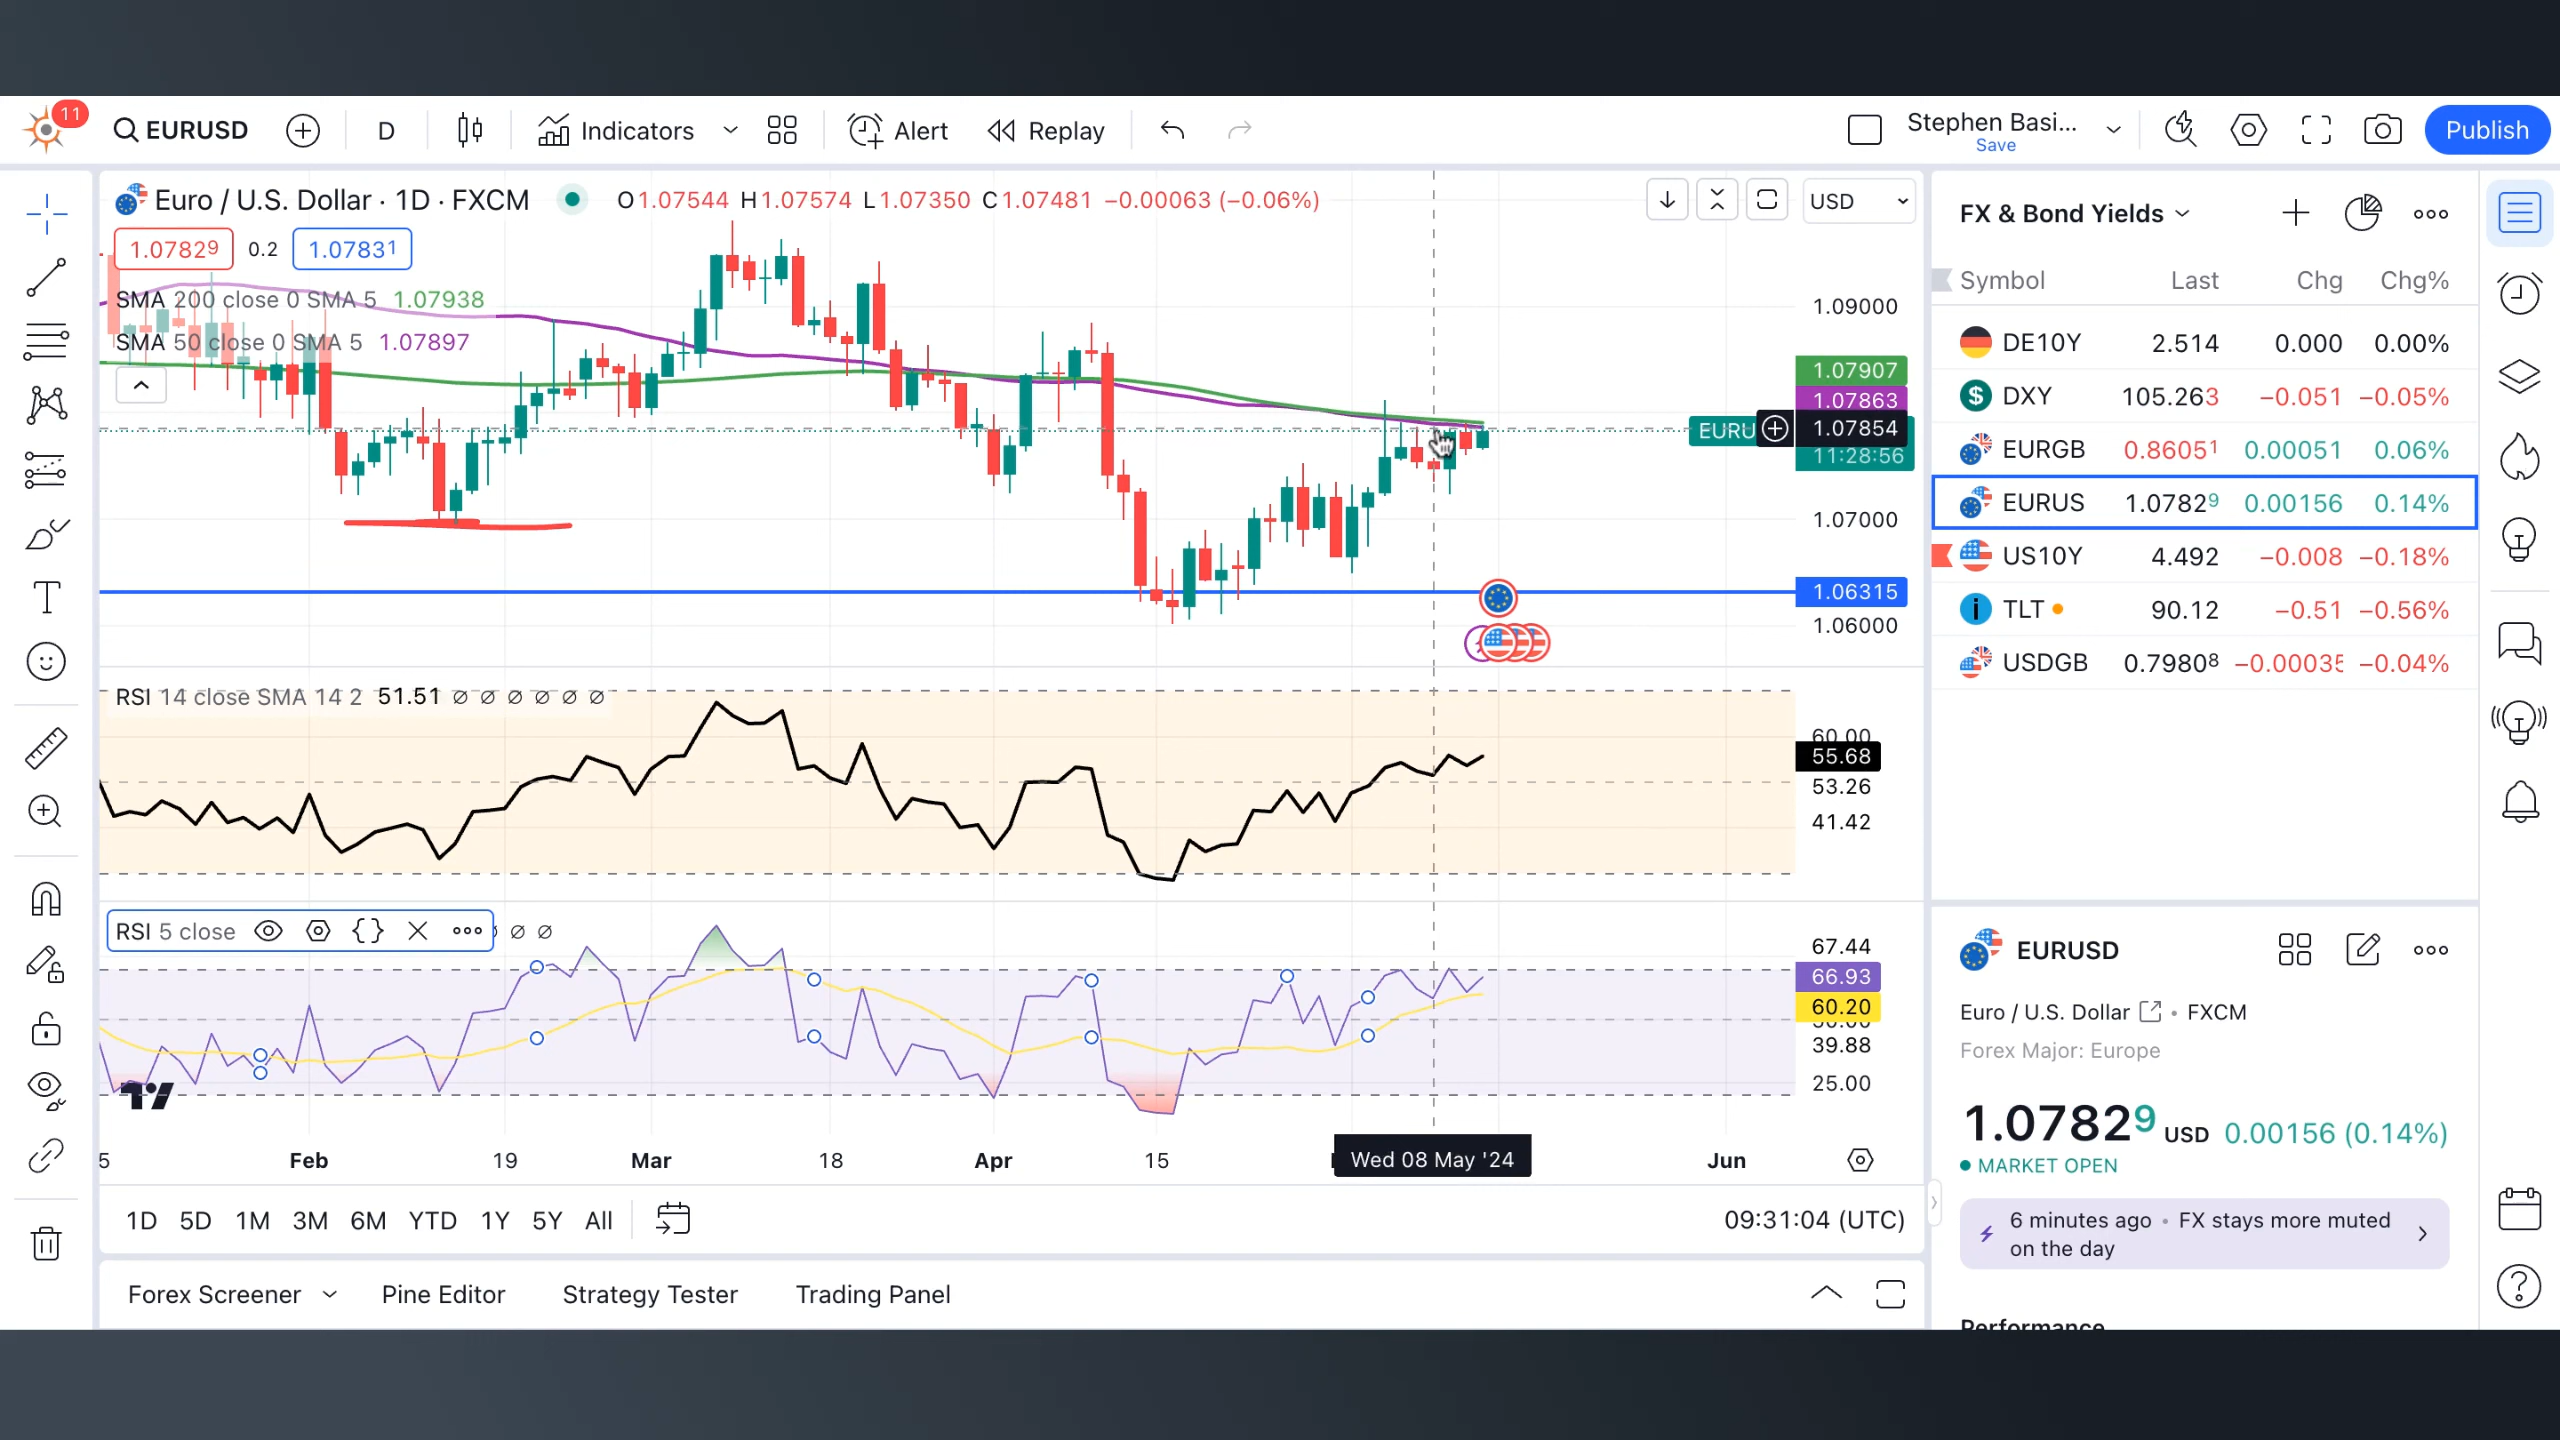 11
EURUSD
D
Indicators
Alert
Replay
Stephen Basi...
Save
Publish
Euro / U.S. Dollar · 1D · FXCM
O1.07544 H1.07574 L1.07350 C1.07481 −0.00063 (−0.06%)
USD
1.07829
0.2
1.07831
SMA 200 close 0 SMA 5 1.07938
SMA 50 close 0 SMA 5 1.07897
1.09000
1.07907
1.07863
EURU
1.07854
11:28:56
1.07000
1.06315
1.06000
RSI 14 close SMA 14 2 51.51 ∅ ∅ ∅ ∅ ∅ ∅
60.00
55.68
53.26
41.42
RSI 5 close
∅ ∅
67.44
66.93
60.20
39.88
25.00
5
Feb
19
Mar
18
Apr
15
Wed 08 May '24
Jun
1D 5D 1M 3M 6M YTD 1Y 5Y All
09:31:04 (UTC)
Forex Screener
Pine Editor
Strategy Tester
Trading Panel
FX & Bond Yields
Symbol Last Chg Chg%
DE10Y 2.514 0.000 0.00%
DXY 105.263 −0.051 −0.05%
EURGB 0.86051 0.00051 0.06%
EURUS 1.07829 0.00156 0.14%
US10Y 4.492 −0.008 −0.18%
TLT 90.12 −0.51 −0.56%
USDGB 0.79808 −0.00035 −0.04%
EURUSD
Euro / U.S. Dollar • FXCM
Forex Major: Europe
1.07829 USD 0.00156 (0.14%)
MARKET OPEN
6 minutes ago • FX stays more muted
on the day
Performance